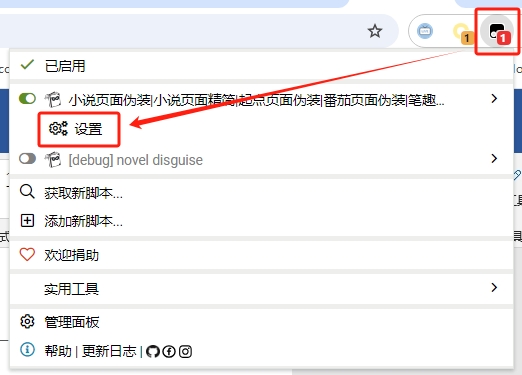 1
1
已启用
小说页面伪装|小说页面精简|起点页面伪装|番茄页面伪装|笔趣...
设置
[debug] novel disguise
获取新脚本...
添加新脚本...
欢迎捐助
实用工具
管理面板
帮助 | 更新日志 |